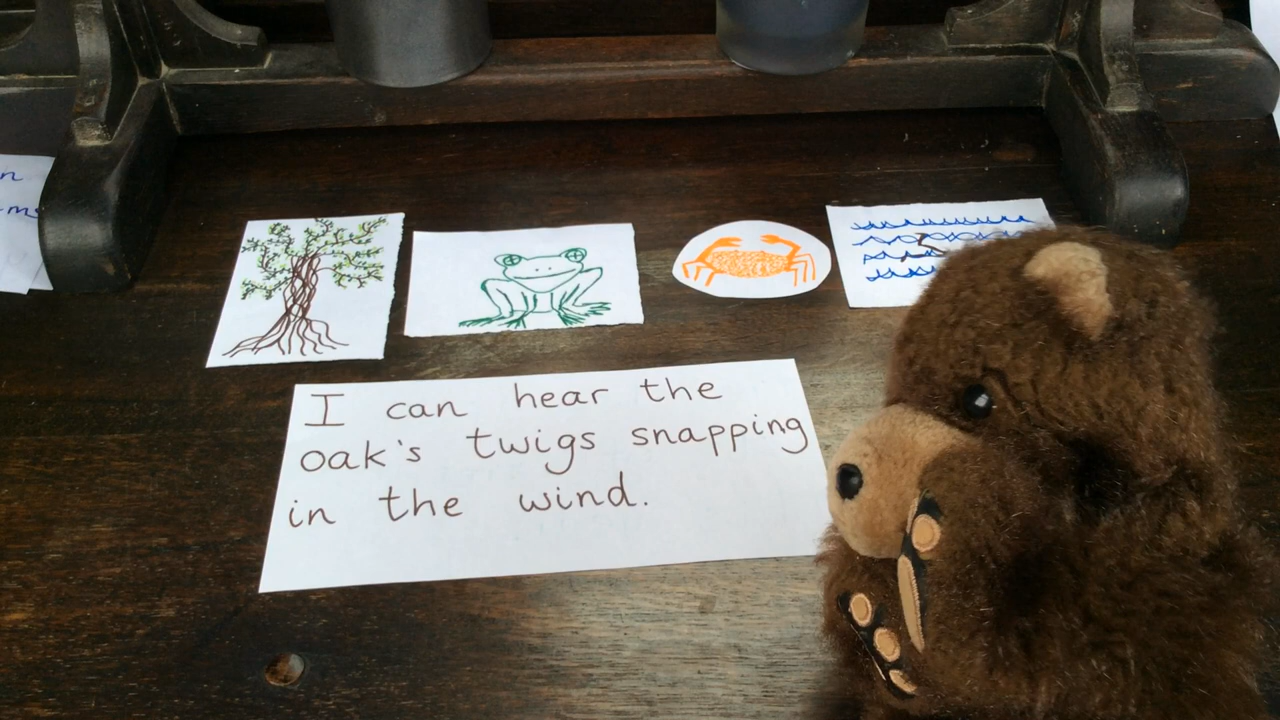 I can hear the
oak's twigs snapping
in the wind.